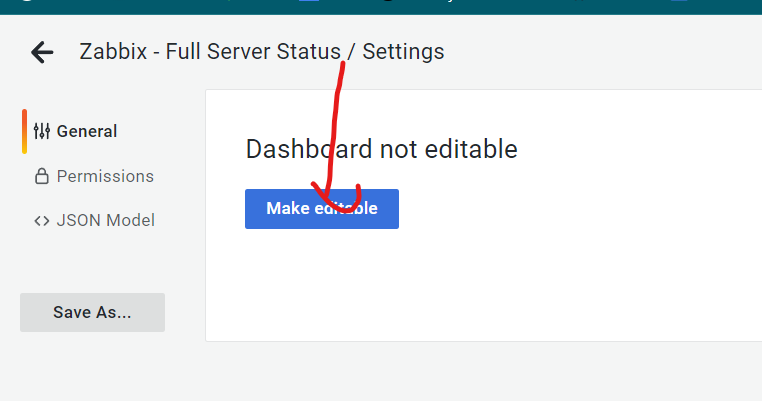 Zabbix - Full Server Status / Settings
General
Permissions
JSON Model
Save As...
Dashboard not editable
Make editable